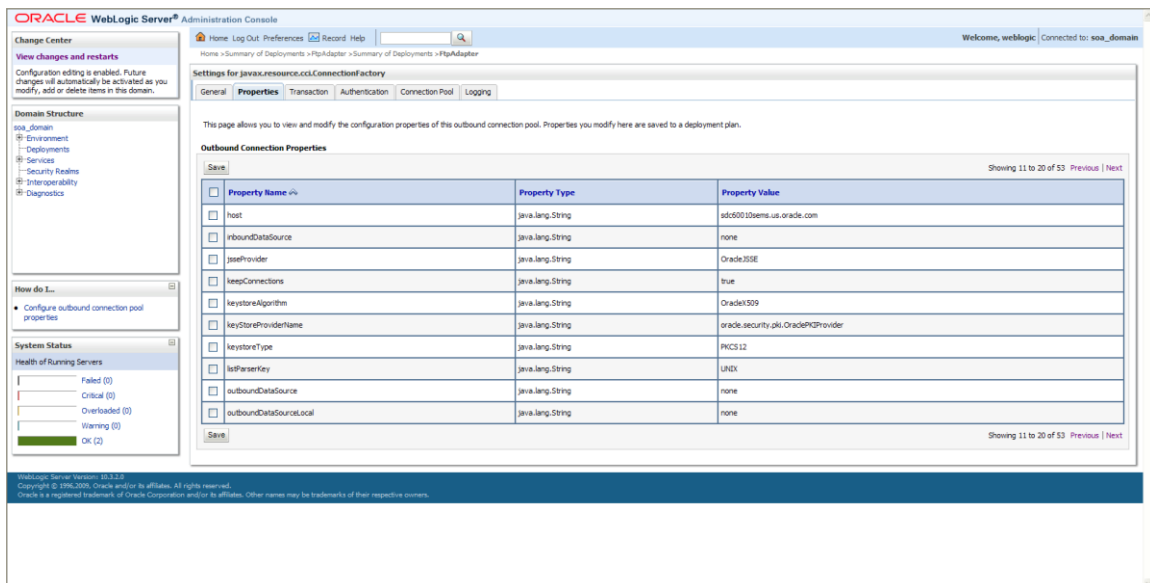 ORACLE WebLogic Server® Administration Console
Change Center
View changes and restarts
Configuration editing is enabled. Future
changes will automatically be activated as you
modify, add or delete items in this domain.
Domain Structure
soa_domain
Environment
Deployments
Services
Security Realms
Interoperability
Diagnostics
How do I...
Configure outbound connection pool
properties
System Status
Health of Running Servers
Failed (0)
Critical (0)
Overloaded (0)
Warning (0)
OK (2)
Home Log Out Preferences Record Help
Welcome, weblogic Connected to: soa_domain
Home >Summary of Deployments >FtpAdapter >Summary of Deployments >FtpAdapter
Settings for javax.resource.cci.ConnectionFactory
General Properties Transaction Authentication Connection Pool Logging
This page allows you to view and modify the configuration properties of this outbound connection pool. Properties you modify here are saved to a deployment plan.
Outbound Connection Properties
Save Showing 11 to 20 of 53 Previous | Next
Property Name Property Type Property Value
host java.lang.String sdc60010sems.us.oracle.com
inboundDataSource java.lang.String none
jsseProvider java.lang.String OracleJSSE
keepConnections java.lang.String true
keystoreAlgorithm java.lang.String OracleX509
keyStoreProviderName java.lang.String oracle.security.pki.OraclePKIProvider
keystoreType java.lang.String PKCS12
listParserKey java.lang.String UNIX
outboundDataSource java.lang.String none
outboundDataSourceLocal java.lang.String none
Save Showing 11 to 20 of 53 Previous | Next
WebLogic Server Version: 10.3.2.0
Copyright © 1996,2009, Oracle and/or its affiliates. All rights reserved.
Oracle is a registered trademark of Oracle Corporation and/or its affiliates. Other names may be trademarks of their respective owners.